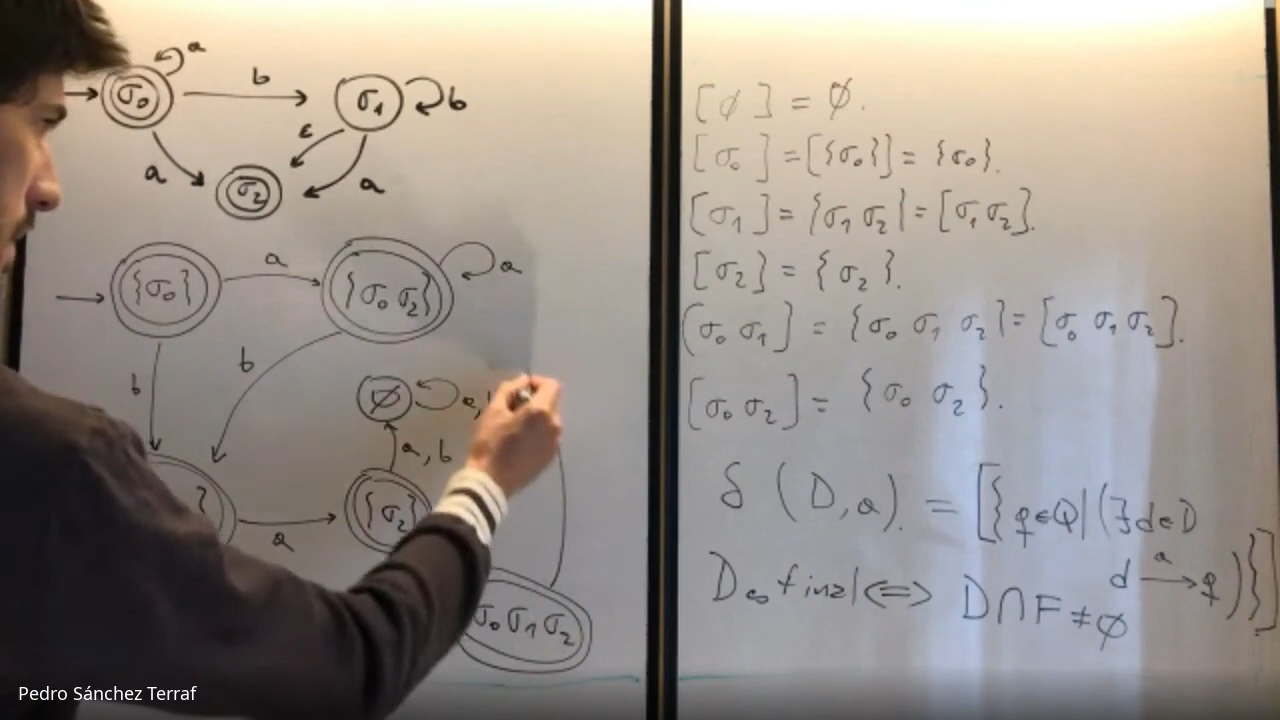 a
σ₀ b σ₁ b
ε
a σ₂ a
{σ₀} a {σ₀ σ₂} a
b b
∅ a,
a, b
} a {σ₂
σ₀ σ₁ σ₂
[∅] = ∅.
[σ₀] = [{σ₀}] = {σ₀}.
[σ₁] = {σ₁ σ₂} = [σ₁ σ₂].
[σ₂] = {σ₂}.
[σ₀ σ₁] = {σ₀ σ₁ σ₂} = [σ₀ σ₁ σ₂].
[σ₀ σ₂] = {σ₀ σ₂}.
δ (D,a). = [{q∈Q|(∃d∈D
d a→ q)}]
D es final ⟺ D∩F ≠ ∅
Pedro Sánchez Terraf